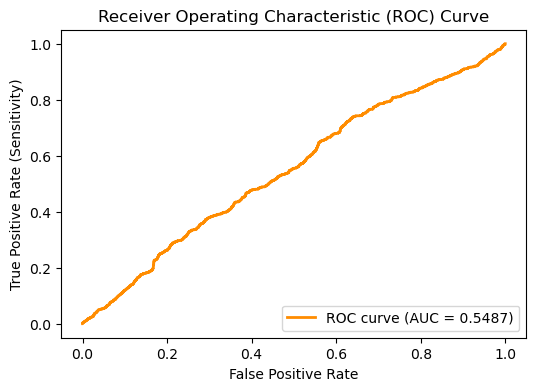 Receiver Operating Characteristic (ROC) Curve
True Positive Rate (Sensitivity)
1.0
0.8
0.6
0.4
0.2
0.0
ROC curve (AUC = 0.5487)
0.0 0.2 0.4 0.6 0.8 1.0
False Positive Rate